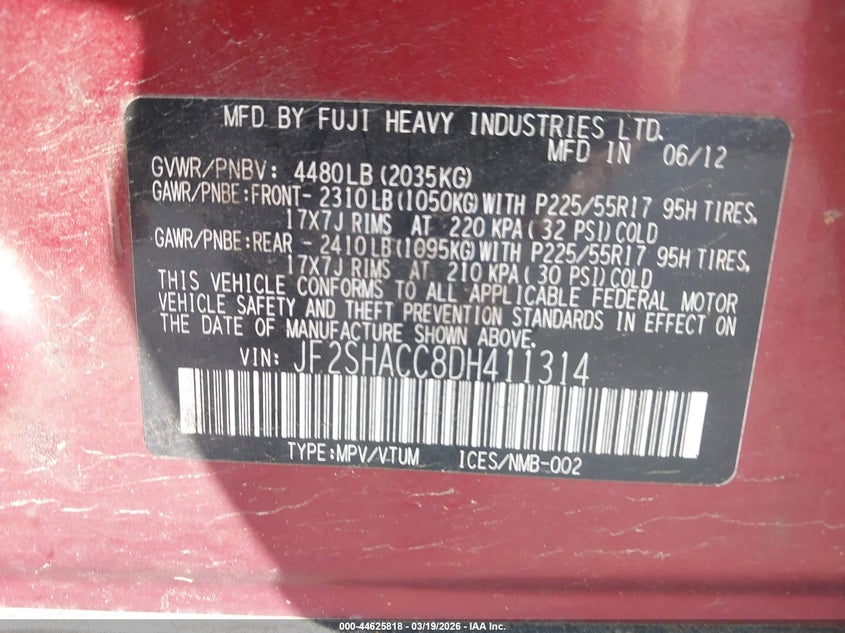 MFD BY FUJI HEAVY INDUSTRIES LTD.
MFD IN 06/12
GVWR/PNBV: 4480LB (2035KG)
GAWR/PNBE:FRONT- 2310LB(1050KG)WITH P225/55R17 95H TIRES,
17X7J RIMS AT 220 KPA( 32 PSI)COLD
GAWR/PNBE:REAR - 2410LB(1095KG)WITH P225/55R17 95H TIRES,
17X7J RIMS AT 210 KPA( 30 PSI)COLD
THIS VEHICLE CONFORMS TO ALL APPLICABLE FEDERAL MOTOR
VEHICLE SAFETY AND THEFT PREVENTION STANDARDS IN EFFECT ON
THE DATE OF MANUFACTURE SHOWN ABOVE.
VIN: JF2SHACC8DH411314
TYPE:MPV/VTUM ICES/NMB-002
000-44625818 - 03/19/2026 - IAA Inc.